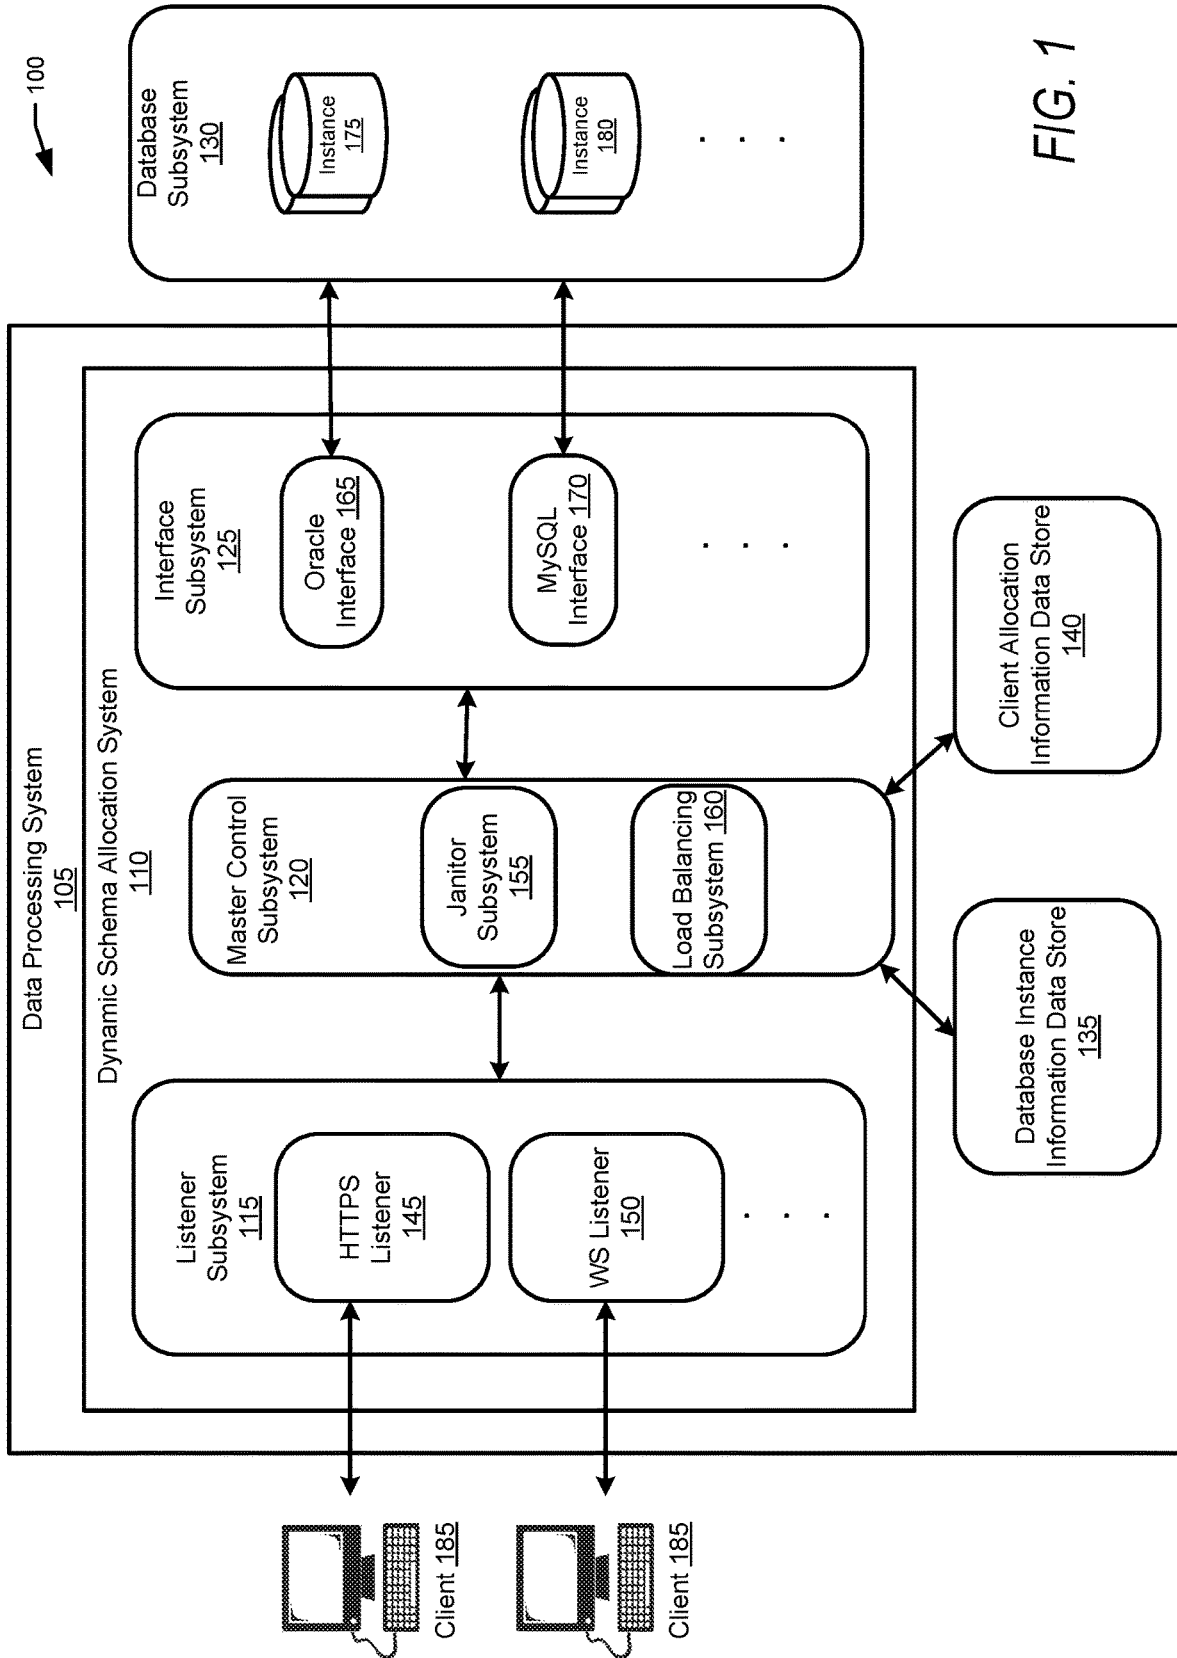 100
Data Processing System
105
Dynamic Schema Allocation System
110
Listener
Subsystem
115
HTTPS
Listener
145
WS Listener
150
. . .
Master Control
Subsystem
120
Janitor
Subsystem
155
Load Balancing
Subsystem 160
Interface
Subsystem
125
Oracle
Interface 165
MySQL
Interface 170
. . .
Database
Subsystem
130
Instance
175
Instance
180
. . .
Client 185
Client 185
Database Instance
Information Data Store
135
Client Allocation
Information Data Store
140
FIG. 1